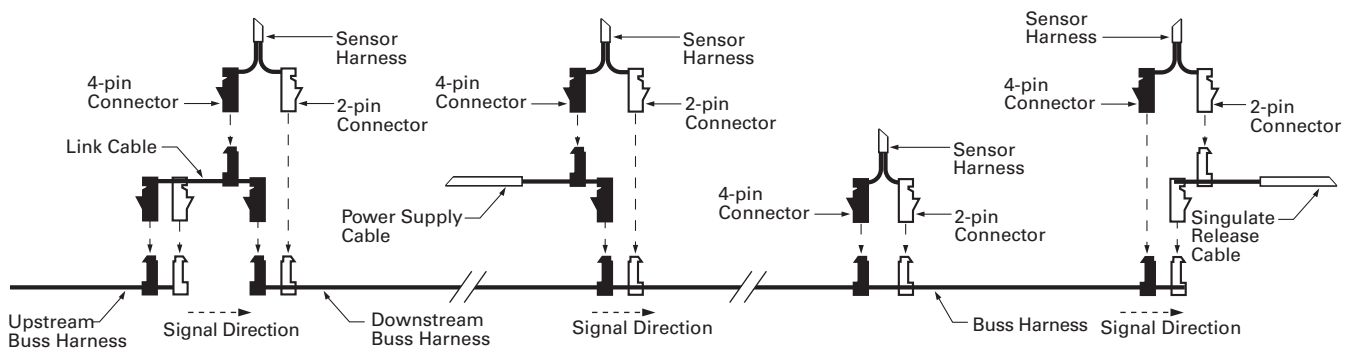 Sensor
Harness
4-pin
Connector
2-pin
Connector
Link Cable
Upstream
Buss Harness
Signal Direction
Downstream
Buss Harness
Sensor
Harness
4-pin
Connector
2-pin
Connector
Power Supply
Cable
Signal Direction
Sensor
Harness
4-pin
Connector
2-pin
Connector
Buss Harness
Sensor
Harness
4-pin
Connector
2-pin
Connector
Singulate
Release
Cable
Signal Direction